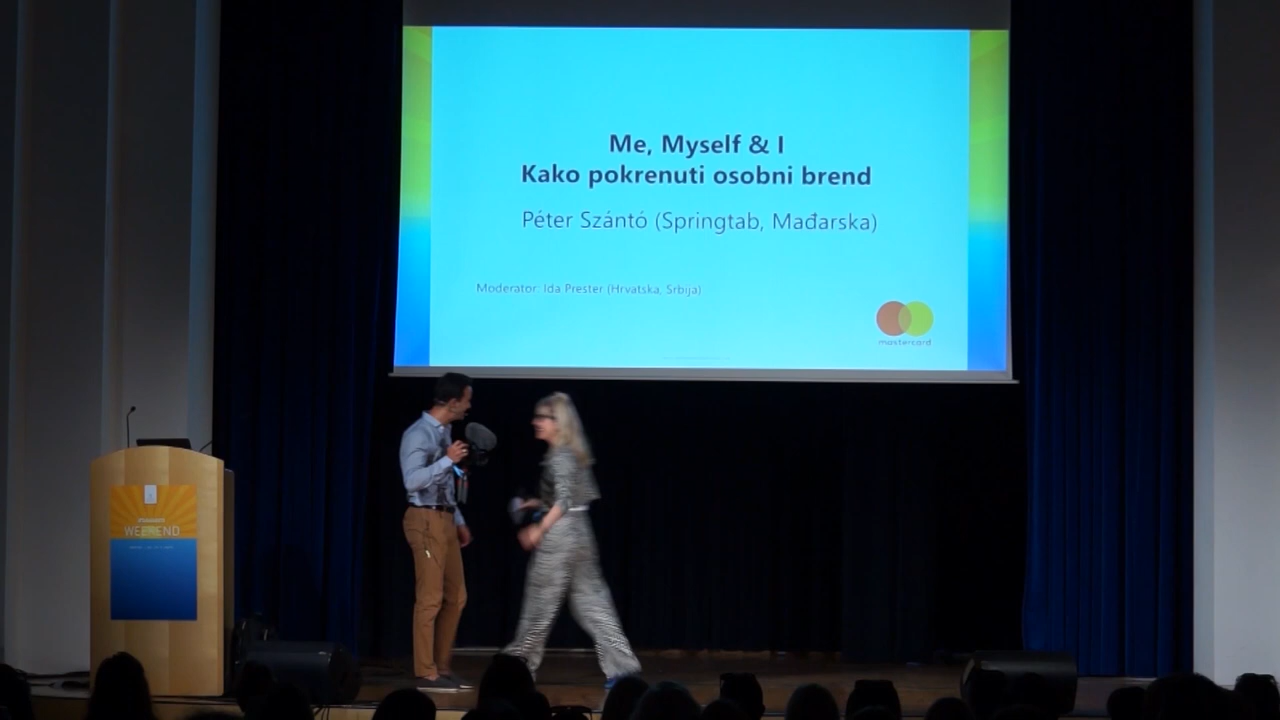 Me, Myself & I
Kako pokrenuti osobni brend
Péter Szántó (Springtab, Mađarska)
Moderator: Ida Prester (Hrvatska, Srbija)
mastercard
WEEKEND